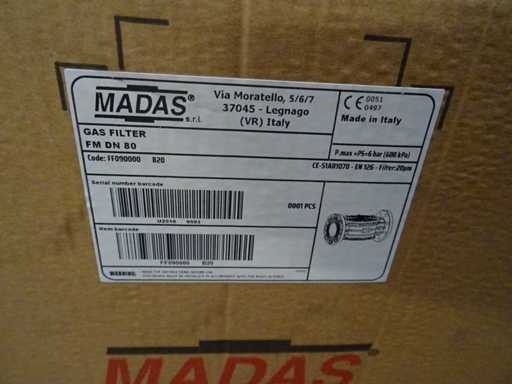 MADAS®
s.r.l.
Via Moratello, 5/6/7
37045 - Legnago
(VR) Italy
CE 0051
0497
Made in Italy
GAS FILTER
FM DN 80
Code: FF090000 B20
P.max =PS=6 bar (600 kPa)
CE-51AR1070 - EN 126 - Filter:20µm
Serial number barcode
0001 PCS
Item barcode
FF090000 B20
WARNING
MADAS®